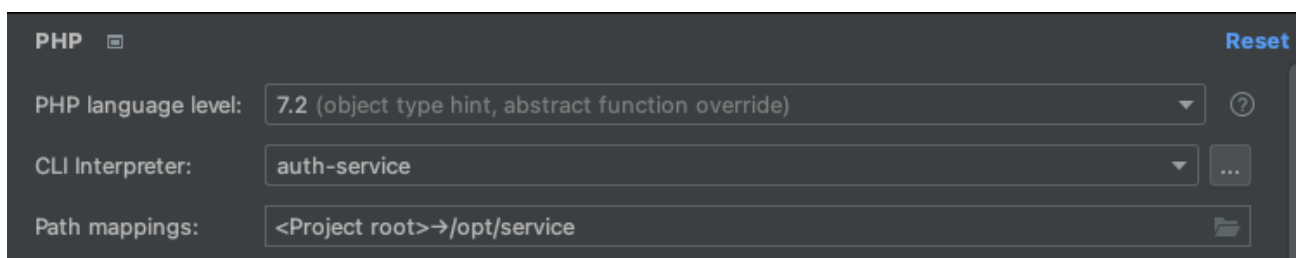 PHP Reset
PHP language level: 7.2 (object type hint, abstract function override) ?
CLI Interpreter: auth-service ...
Path mappings: <Project root>→/opt/service